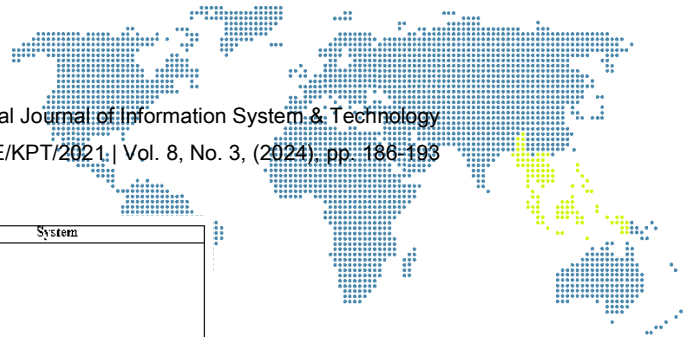 al Journal of Information System & Technology
E/KPT/2021 | Vol. 8, No. 3, (2024), pp. 186-193
System